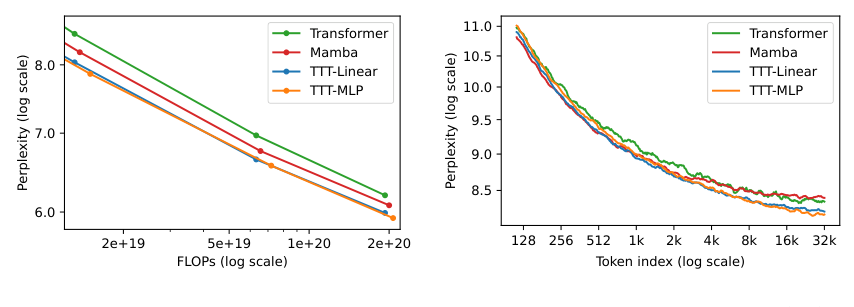 Perplexity (log scale)
8.0
7.0
6.0
Transformer
Mamba
TTT-Linear
TTT-MLP
2e+19
5e+19
1e+20
2e+20
FLOPs (log scale)
Perplexity (log scale)
11.0
10.5
10.0
9.5
9.0
8.5
Transformer
Mamba
TTT-Linear
TTT-MLP
128
256
512
1k
2k
4k
8k
16k
32k
Token index (log scale)